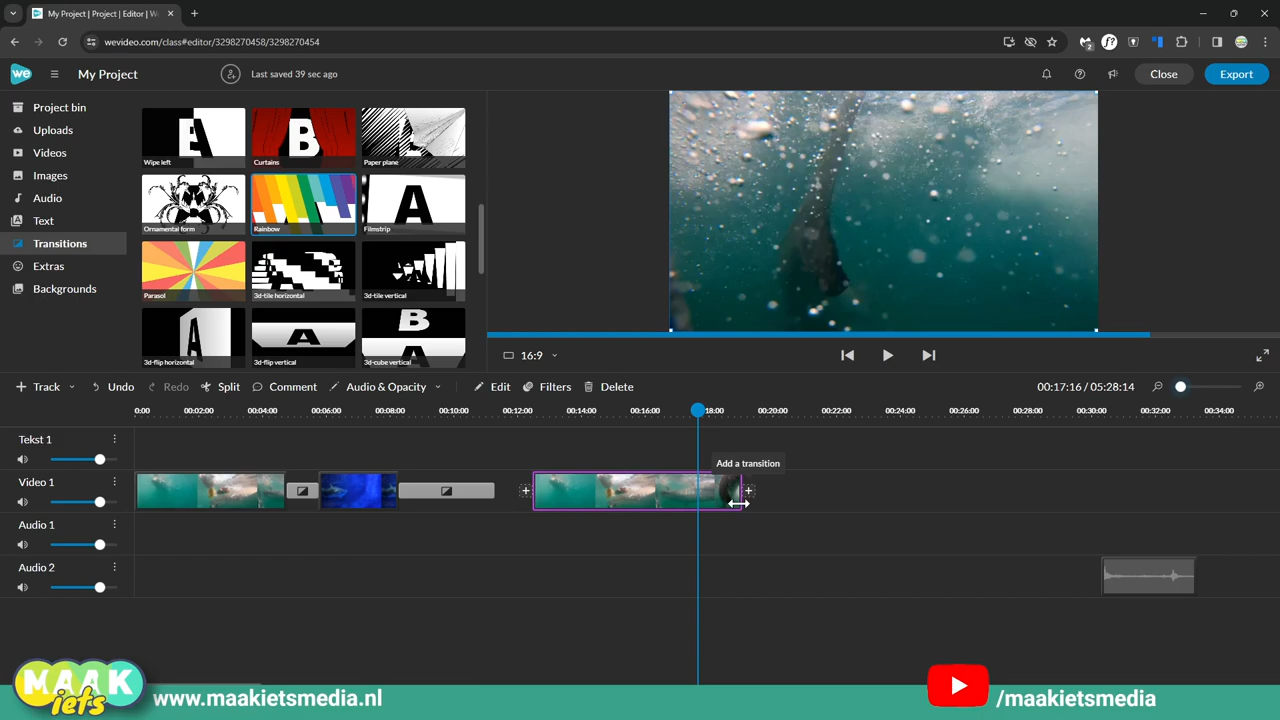 My Project | Project | Editor | W
wevideo.com/class#editor/3298270458/3298270454
2
we
My Project
Last saved 39 sec ago
Close
Export
Project bin
Uploads
Videos
Images
Audio
Text
Transitions
Extras
Backgrounds
Wipe left
B
Curtains
Paper plane
Ornamental form
Rainbow
A
Filmstrip
Parasol
3d-tile horizontal
3d-tile vertical
A
3d-flip horizontal
A
3d-flip vertical
B
A
3d-cube vertical
16:9
Track
Undo
Redo
Split
Comment
Audio & Opacity
Edit
Filters
Delete
00:17:16 / 05:28:14
0:00
00:02:00
00:04:00
00:06:00
00:08:00
00:10:00
00:12:00
00:14:00
00:16:00
:18:00
00:20:00
00:22:00
00:24:00
00:26:00
00:28:00
00:30:00
00:32:00
00:34:00
Tekst 1
Add a transition
Video 1
Audio 1
Audio 2
MAAK
iets
www.maakietsmedia.nl
/maakietsmedia